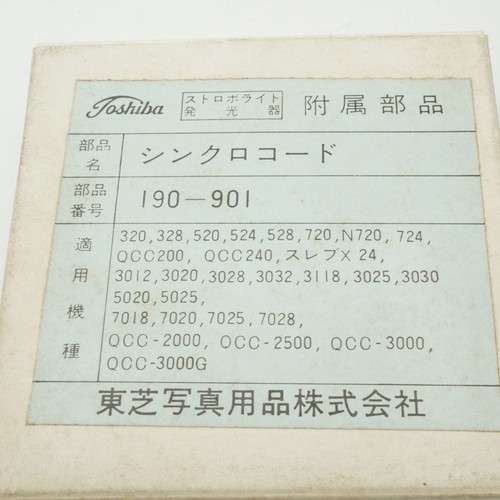 Toshiba ストロボライト発光器 附属部品
部品名 シンクロコード
部品番号 190-901
適用機種
320,328,520,524,528,720,N720, 724,
QCC200, QCC240,スレブX 24,
3012,3020,3028,3032,3118,3025,3030
5020,5025,
7018,7020,7025,7028,
QCC-2000, QCC-2500, QCC-3000,
QCC-3000G
東芝写真用品株式会社